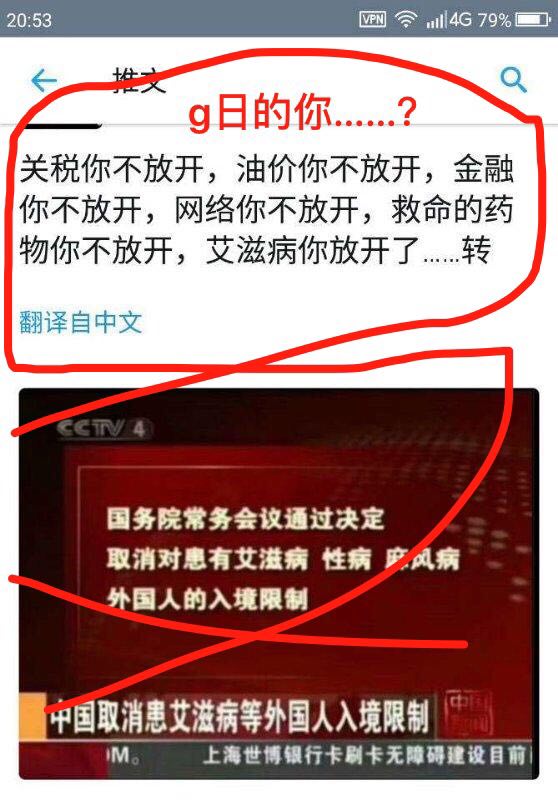 20:53 VPN 4G 79%
推文
g日的你......?
关税你不放开，油价你不放开，金融
你不放开，网络你不放开，救命的药
物你不放开，艾滋病你放开了......转
翻译自中文
CCTV 4
国务院常务会议通过决定
取消对患有艾滋病 性病 麻风病
外国人的入境限制
中国取消患艾滋病等外国人入境限制
中国新闻
OM。 上海世博银行卡刷卡无障碍建设目前